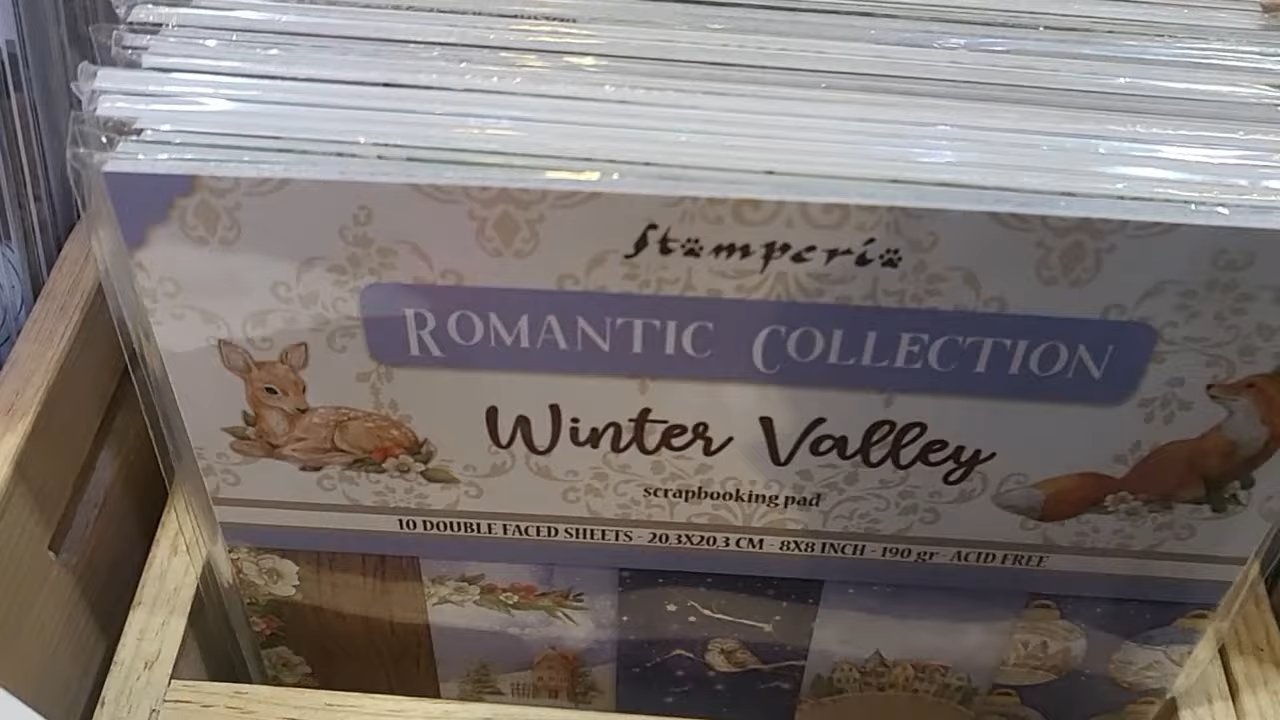 Stamperia
ROMANTIC COLLECTION
Winter Valley
scrapbooking pad
10 DOUBLE FACED SHEETS - 20,3X20,3 CM - 8X8 INCH - 190 gr - ACID FREE